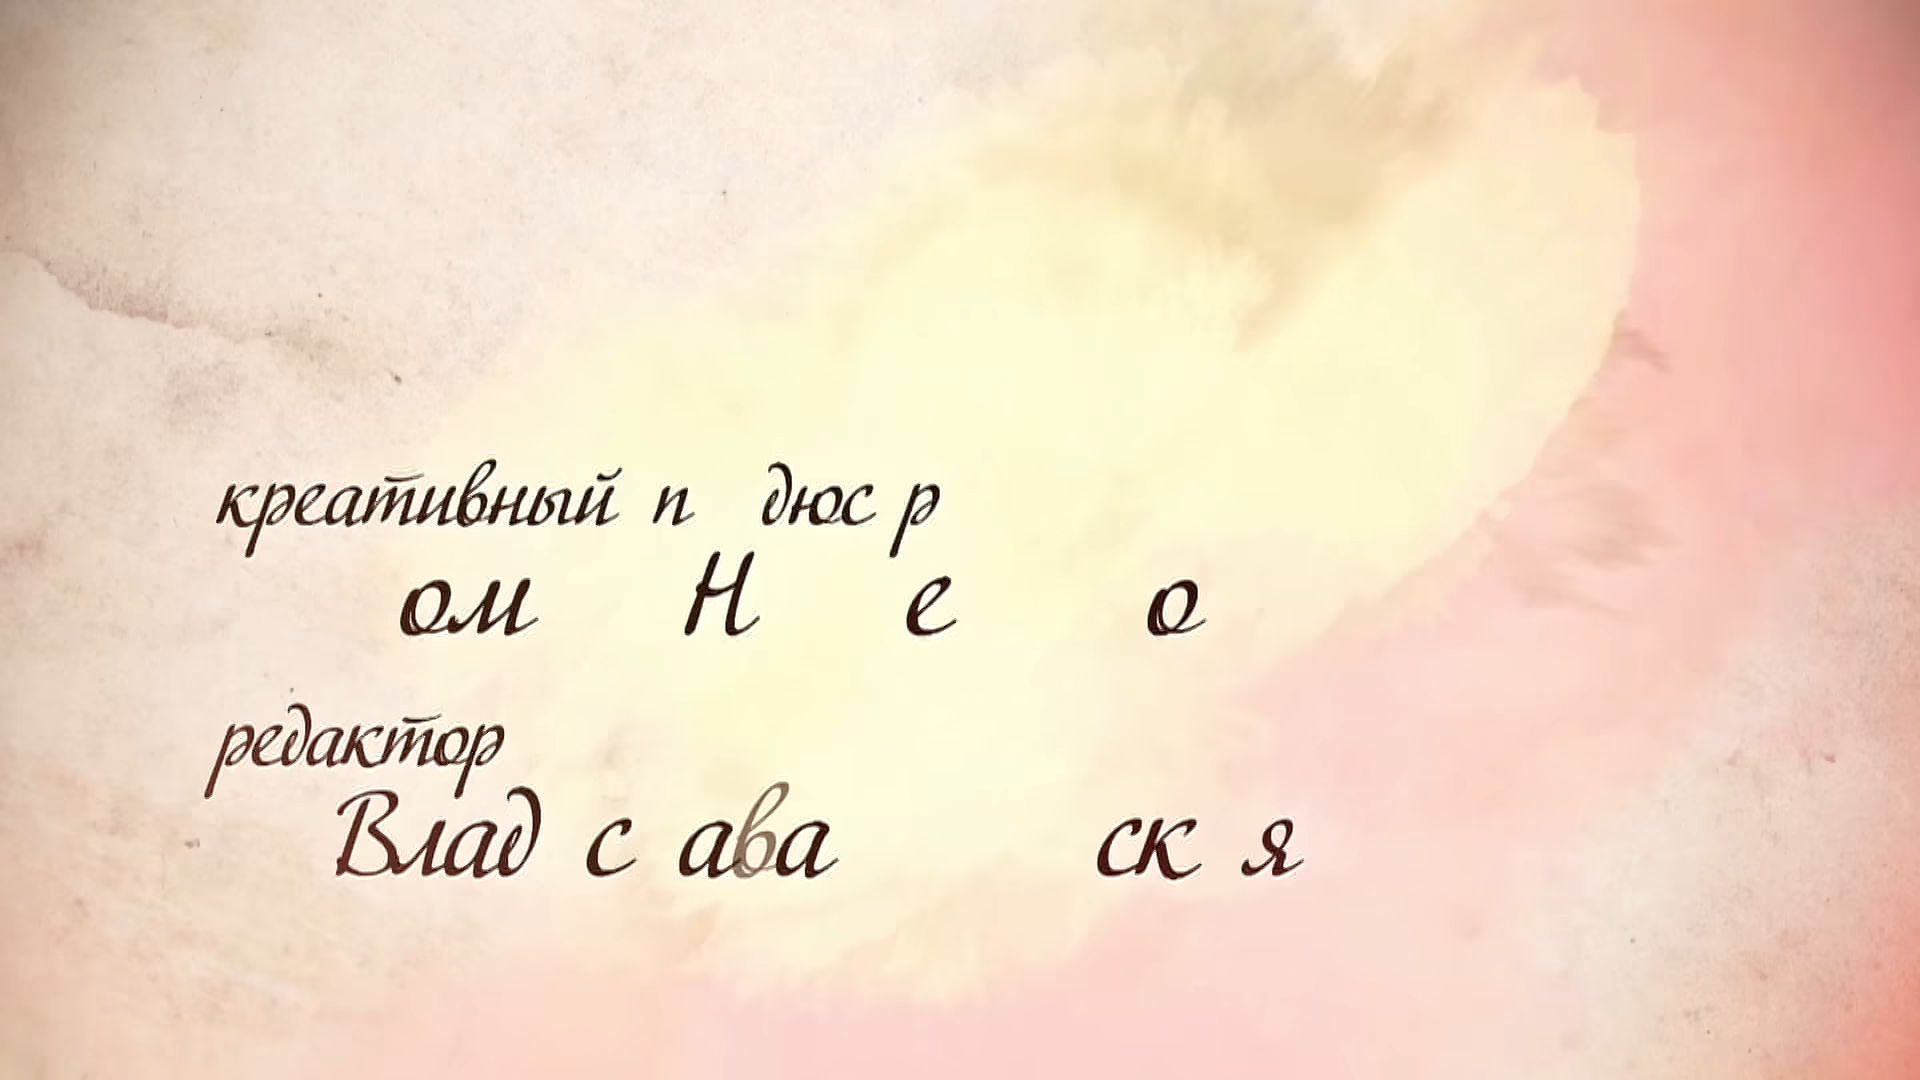 креативный п дюс р
ом Н е о
редактор
Влад с ава ск я